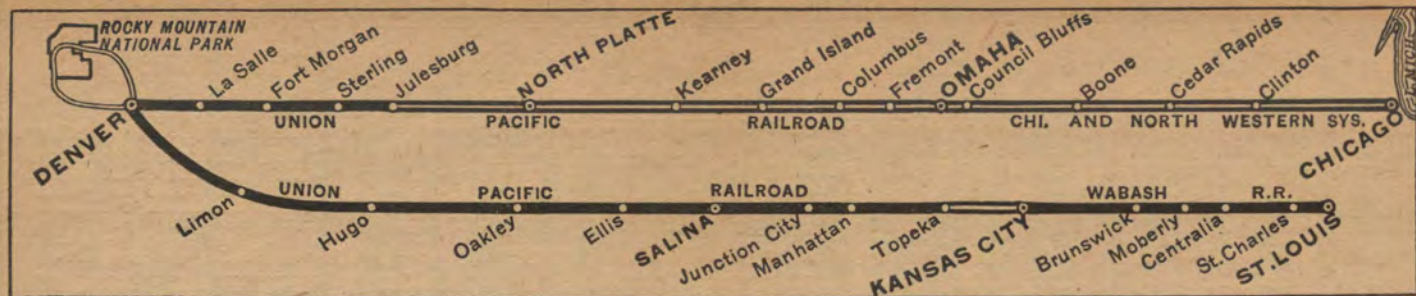 ROCKY MOUNTAIN
NATIONAL PARK
La Salle
Fort Morgan
Sterling
Julesburg
NORTH PLATTE
Kearney
Grand Island
Columbus
Fremont
OMAHA
Council Bluffs
Boone
Cedar Rapids
Clinton
L. MICH.
DENVER
UNION PACIFIC RAILROAD CHI. AND NORTH WESTERN SYS.
CHICAGO
UNION PACIFIC RAILROAD WABASH R.R.
Limon
Hugo
Oakley
Ellis
SALINA
Junction City
Manhattan
Topeka
KANSAS CITY
Brunswick
Moberly
Centralia
St. Charles
ST. LOUIS